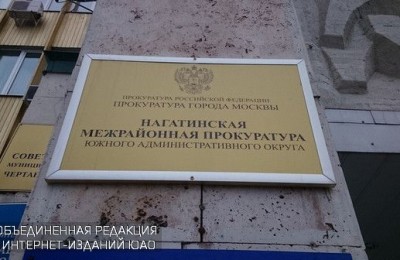 ПРОКУРАТУРА РОССИЙСКОЙ ФЕДЕРАЦИИ
ПРОКУРАТУРА ГОРОДА МОСКВЫ
НАГАТИНСКАЯ
МЕЖРАЙОННАЯ ПРОКУРАТУРА
ЮЖНОГО АДМИНИСТРАТИВНОГО ОКРУГА
СОВЕ
МУНИЦИ
ЧЕРТАН
ОБЪЕДИНЕННАЯ РЕДАКЦИЯ
ИНТЕРНЕТ-ИЗДАНИЙ ЮАО